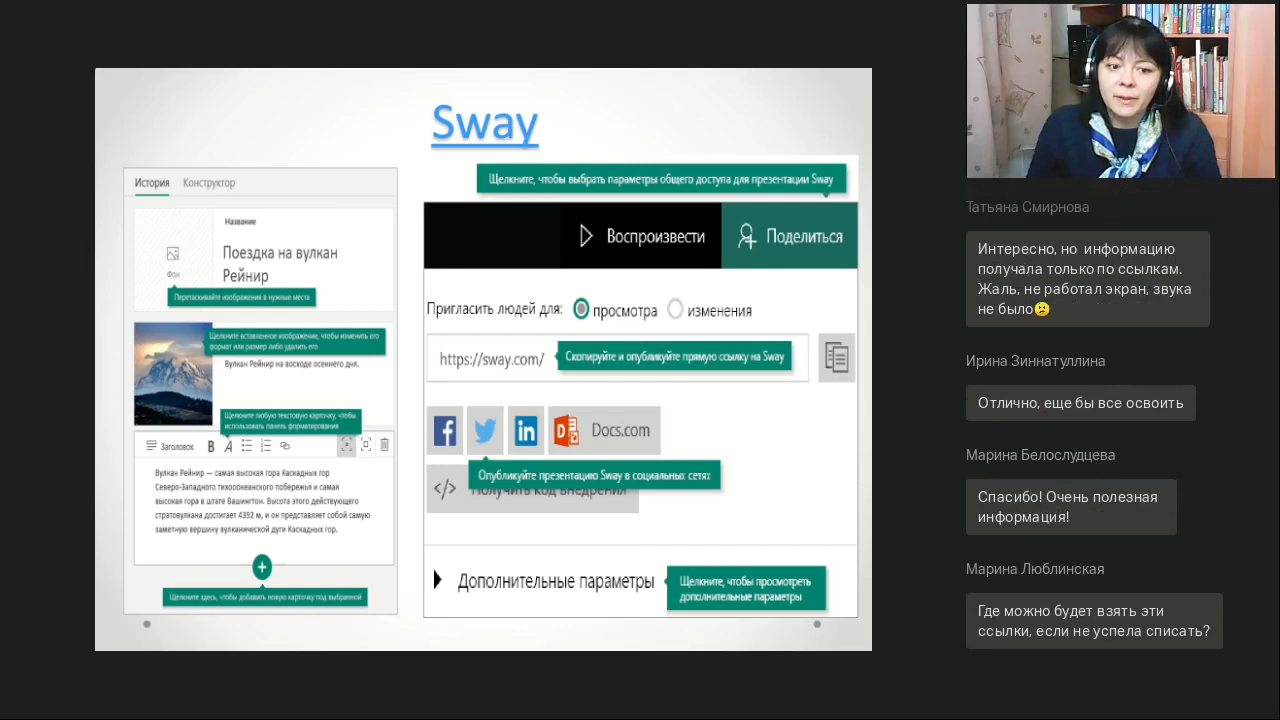 Sway
История Конструктор
Название
Поездка на вулкан
Рейнир
Фон
Перетаскивайте изображения в нужные места
Щелкните вставленное изображение, чтобы изменить его
формат или размер либо удалить его
Вулкан Рейнир на восходе осеннего дня.
Щелкните любую текстовую карточку, чтобы
использовать панель форматирования
Заголовок B A
Вулкан Рейнир — самая высокая гора Каскадных гор
Северо-Западного тихоокеанского побережья и самая
высокая гора в штате Вашингтон. Высота этого действующего
стратовулкана достигает 4392 м, и он представляет собой самую
заметную вершину вулканической дуги Каскадных гор.
Щелкните здесь, чтобы добавить новую карточку под выбранной
Щелкните, чтобы выбрать параметры общего доступа для презентации Sway
Воспроизвести Поделиться
Пригласить людей для: просмотра изменения
https://sway.com/ Скопируйте и опубликуйте прямую ссылку на Sway
Docs.com
Опубликуйте презентацию Sway в социальных сетях
Получить код внедрения
Дополнительные параметры
Щелкните, чтобы просмотреть
дополнительные параметры
Татьяна Смирнова
Интересно, но информацию
получала только по ссылкам.
Жаль, не работал экран, звука
не было😟
Ирина Зиннатуллина
Отлично, еще бы все освоить
Марина Белослудцева
Спасибо! Очень полезная
информация!
Марина Люблинская
Где можно будет взять эти
ссылки, если не успела списать?